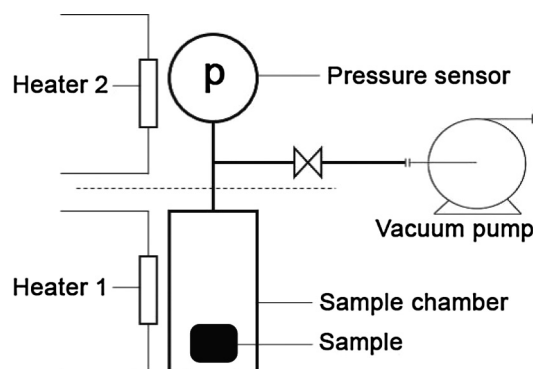 p
Heater 2
Pressure sensor
Vacuum pump
Heater 1
Sample chamber
Sample